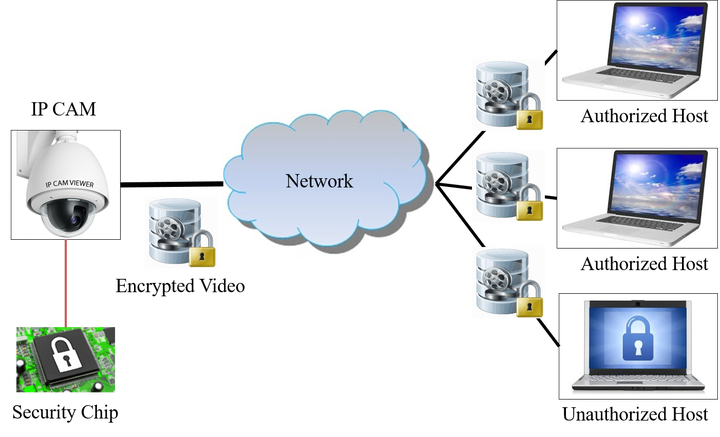 IP CAM
IP CAM VIEWER
Network
Encrypted Video
Security Chip
Authorized Host
Authorized Host
Unauthorized Host